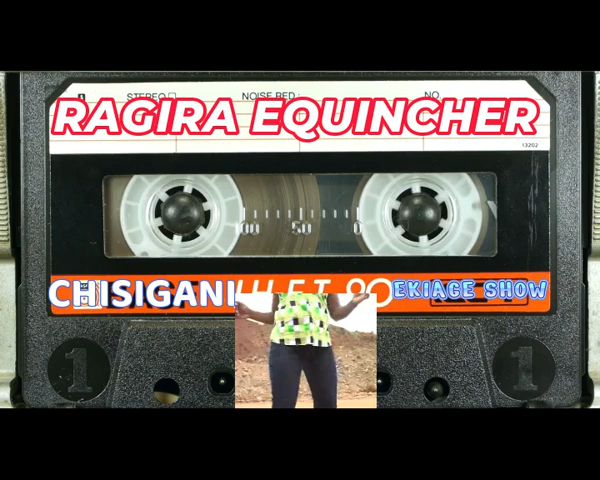 STEREO NOISE RED.: NO
RAGIRA EQUINCHER
13202
100 50 0
CHISIGANI EKIAGE SHOW
1 1